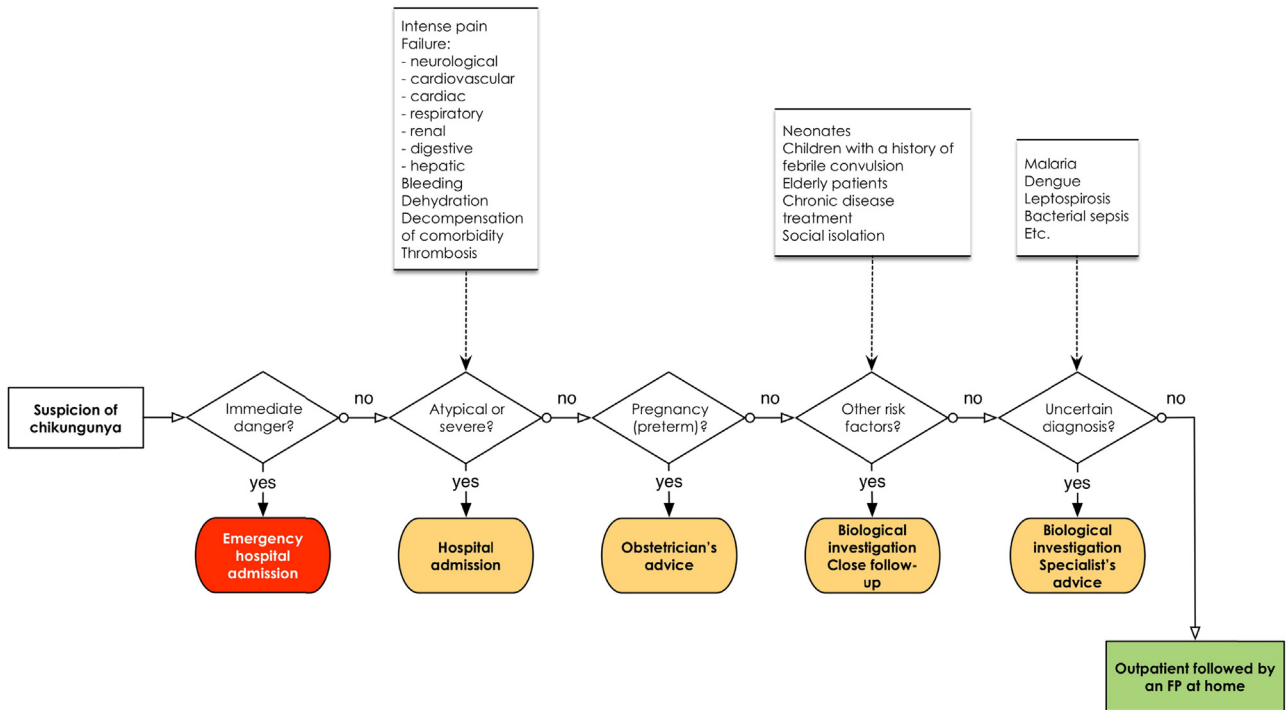 Intense pain
Failure:
- neurological
- cardiovascular
- cardiac
- respiratory
- renal
- digestive
- hepatic
Bleeding
Dehydration
Decompensation
of comorbidity
Thrombosis
Neonates
Children with a history of
febrile convulsion
Elderly patients
Chronic disease
treatment
Social isolation
Malaria
Dengue
Leptospirosis
Bacterial sepsis
Etc.
Suspicion of
chikungunya
Immediate
danger?
no
Atypical or
severe?
no
Pregnancy
(preterm)?
no
Other risk
factors?
no
Uncertain
diagnosis?
no
yes
yes
yes
yes
yes
Emergency
hospital
admission
Hospital
admission
Obstetrician's
advice
Biological
investigation
Close follow-
up
Biological
investigation
Specialist's
advice
Outpatient followed by
an FP at home